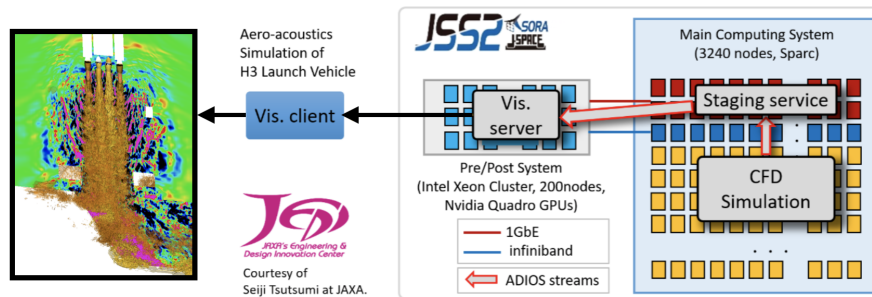 Aero-acoustics
Simulation of
H3 Launch Vehicle
Vis. client
JEDI
JAXA's Engineering &
Design Innovation Center
Courtesy of
Seiji Tsutsumi at JAXA.
JSS2
SORA
J-SPACE
Vis.
server
Pre/Post System
(Intel Xeon Cluster, 200nodes,
Nvidia Quadro GPUs)
1GbE
infiniband
ADIOS streams
Main Computing System
(3240 nodes, Sparc)
Staging service
CFD
Simulation